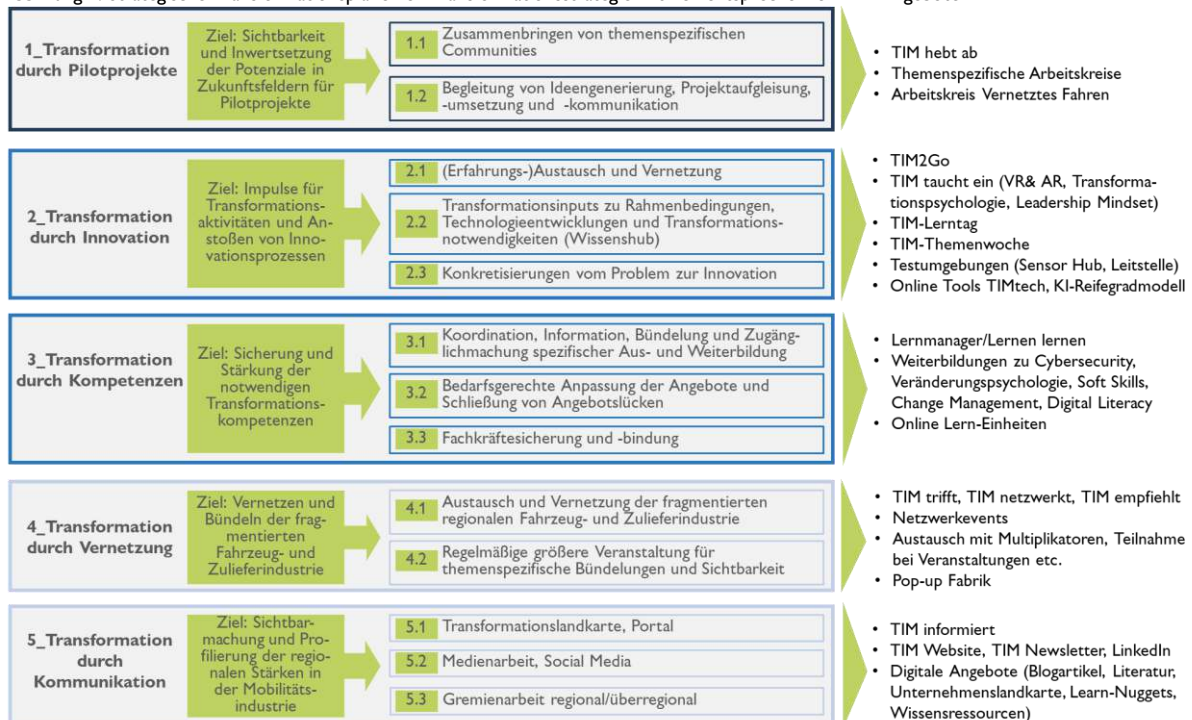 1_Transformation
durch Pilotprojekte
Ziel: Sichtbarkeit
und Inwertsetzung
der Potenziale in
Zukunftsfeldern für
Pilotprojekte
1.1 Zusammenbringen von themenspezifischen
Communities
1.2 Begleitung von Ideengenerierung, Projektaufgleisung,
-umsetzung und -kommunikation
• TIM hebt ab
• Themenspezifische Arbeitskreise
• Arbeitskreis Vernetztes Fahren
2_Transformation
durch Innovation
Ziel: Impulse für
Transformations-
aktivitäten und An-
stoßen von Inno-
vationsprozessen
2.1 (Erfahrungs-)Austausch und Vernetzung
2.2 Transformationsinputs zu Rahmenbedingungen,
Technologieentwicklungen und Transformations-
notwendigkeiten (Wissenshub)
2.3 Konkretisierungen vom Problem zur Innovation
• TIM2Go
• TIM taucht ein (VR& AR, Transforma-
tionspsychologie, Leadership Mindset)
• TIM-Lerntag
• TIM-Themenwoche
• Testumgebungen (Sensor Hub, Leitstelle)
• Online Tools TIMtech, KI-Reifegradmodell
3_Transformation
durch Kompetenzen
Ziel: Sicherung und
Stärkung der
notwendigen
Transformations-
kompetenzen
3.1 Koordination, Information, Bündelung und Zugäng-
lichmachung spezifischer Aus- und Weiterbildung
3.2 Bedarfsgerechte Anpassung der Angebote und
Schließung von Angebotslücken
3.3 Fachkräftesicherung und -bindung
• Lernmanager/Lernen lernen
• Weiterbildungen zu Cybersecurity,
Veränderungspsychologie, Soft Skills,
Change Management, Digital Literacy
• Online Lern-Einheiten
4_Transformation
durch Vernetzung
Ziel: Vernetzen und
Bündeln der frag-
mentierten
Fahrzeug- und
Zulieferindustrie
4.1 Austausch und Vernetzung der fragmentierten
regionalen Fahrzeug- und Zulieferindustrie
4.2 Regelmäßige größere Veranstaltung für
themenspezifische Bündelungen und Sichtbarkeit
• TIM trifft, TIM netzwerkt, TIM empfiehlt
• Netzwerkevents
• Austausch mit Multiplikatoren, Teilnahme
bei Veranstaltungen etc.
• Pop-up Fabrik
5_Transformation
durch
Kommunikation
Ziel: Sichtbar-
machung und Pro-
filierung der regio-
nalen Stärken in
der Mobilitäts-
industrie
5.1 Transformationslandkarte, Portal
5.2 Medienarbeit, Social Media
5.3 Gremienarbeit regional/überregional
• TIM informiert
• TIM Website, TIM Newsletter, LinkedIn
• Digitale Angebote (Blogartikel, Literatur,
Unternehmenslandkarte, Learn-Nuggets,
Wissensressourcen)